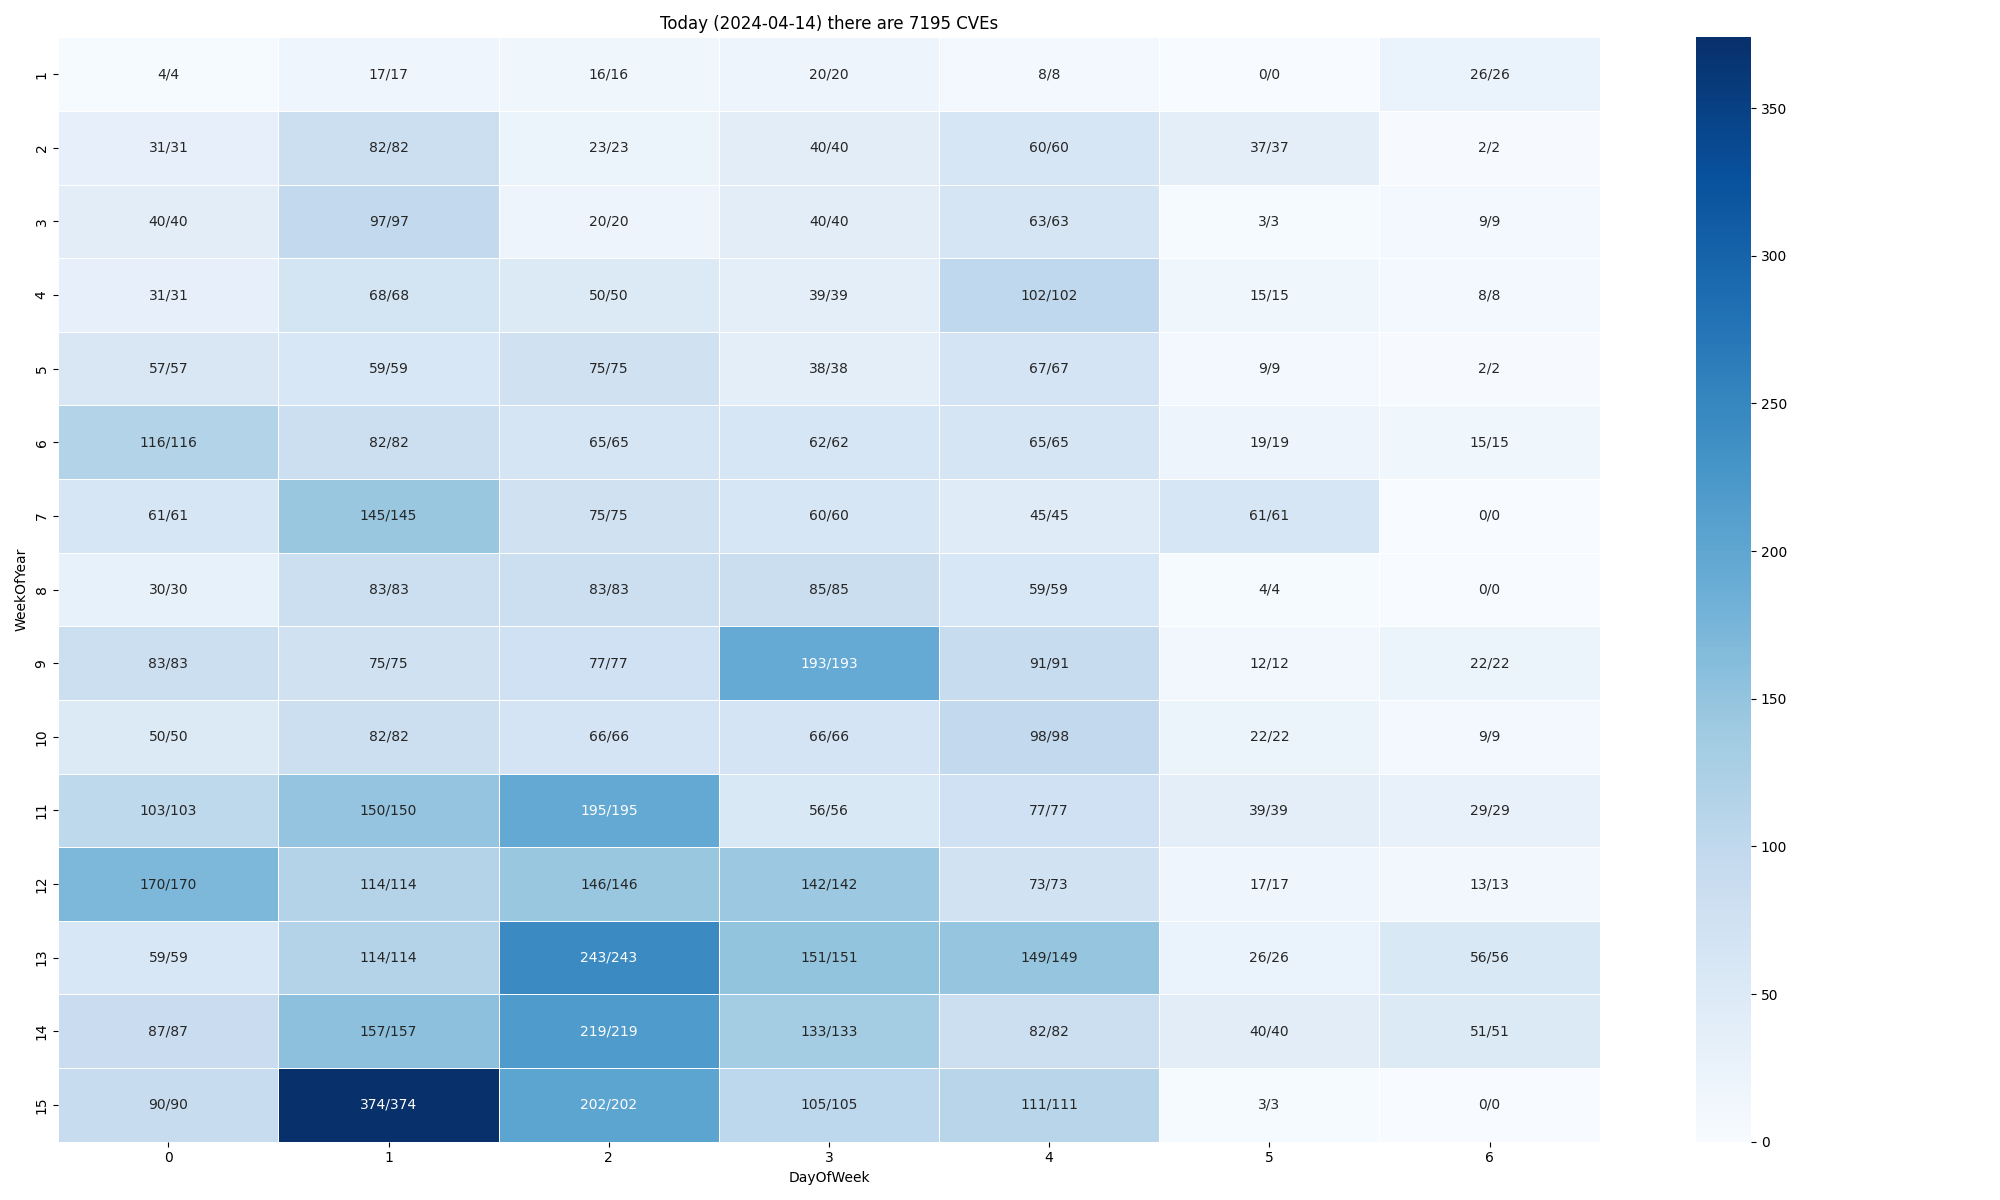 Today (2024-04-14) there are 7195 CVEs
1 4/4 17/17 16/16 20/20 8/8 0/0 26/26
2 31/31 82/82 23/23 40/40 60/60 37/37 2/2
3 40/40 97/97 20/20 40/40 63/63 3/3 9/9
4 31/31 68/68 50/50 39/39 102/102 15/15 8/8
5 57/57 59/59 75/75 38/38 67/67 9/9 2/2
6 116/116 82/82 65/65 62/62 65/65 19/19 15/15
7 61/61 145/145 75/75 60/60 45/45 61/61 0/0
8 30/30 83/83 83/83 85/85 59/59 4/4 0/0
9 83/83 75/75 77/77 193/193 91/91 12/12 22/22
10 50/50 82/82 66/66 66/66 98/98 22/22 9/9
11 103/103 150/150 195/195 56/56 77/77 39/39 29/29
12 170/170 114/114 146/146 142/142 73/73 17/17 13/13
13 59/59 114/114 243/243 151/151 149/149 26/26 56/56
14 87/87 157/157 219/219 133/133 82/82 40/40 51/51
15 90/90 374/374 202/202 105/105 111/111 3/3 0/0
0 1 2 3 4 5 6
DayOfWeek
WeekOfYear
350
300
250
200
150
100
50
0